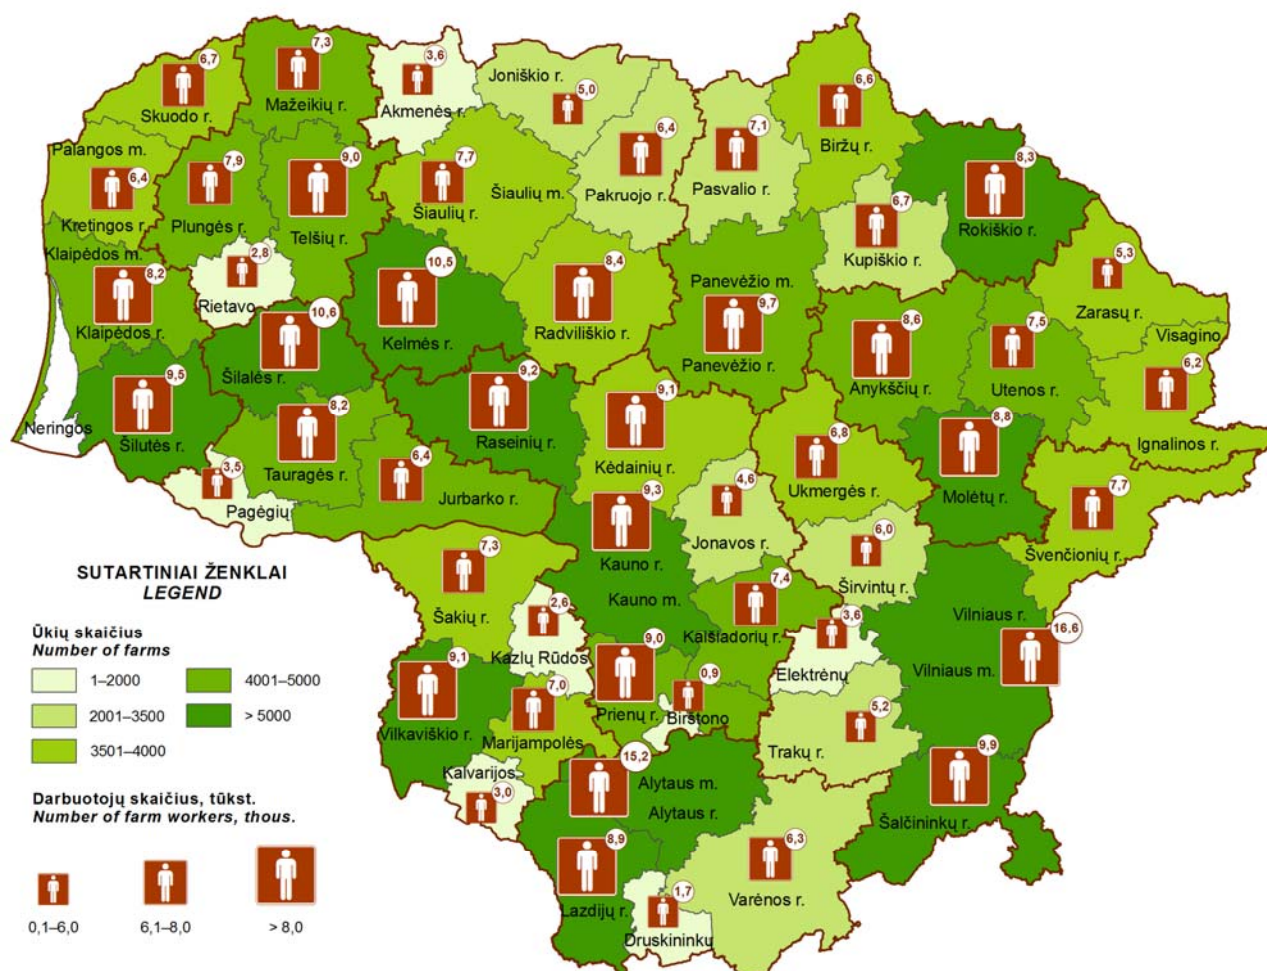 6,7
Skuodo r.
7,3
Mažeikių r.
3,6
Akmenės r.
Joniškio r.
5,0
6,4
Pakruojo r.
7,1
Pasvalio r.
6,6
Biržų r.
8,3
Rokiškio r.
Palangos m.
6,4
Kretingos r.
7,9
Plungės r.
9,0
Telšių r.
7,7
Šiaulių r.
Šiaulių m.
6,7
Kupiškio r.
5,3
Zarasų r.
Visagino
Klaipėdos m.
8,2
Klaipėdos r.
2,8
Rietavo
10,5
Kelmės r.
8,4
Radviliškio r.
Panevėžio m.
9,7
Panevėžio r.
8,6
Anykščių r.
7,5
Utenos r.
6,2
Ignalinos r.
10,6
Šilalės r.
9,5
Šilutės r.
Neringos
9,2
Raseinių r.
9,1
Kėdainių r.
6,8
Ukmergės r.
8,8
Molėtų r.
7,7
Švenčionių r.
8,2
Tauragės r.
6,4
Jurbarko r.
3,5
Pagėgių
9,3
Kauno r.
Kauno m.
4,6
Jonavos r.
6,0
Širvintų r.
7,3
Šakių r.
2,6
Kazlų Rūdos
7,4
Kaišiadorių r.
3,6
Elektrėnų
Vilniaus r.
16,6
Vilniaus m.
9,1
Vilkaviškio r.
7,0
Marijampolės
9,0
Prienų r.
0,9
Birštono
5,2
Trakų r.
Kalvarijos
3,0
15,2
Alytaus m.
Alytaus r.
9,9
Šalčininkų r.
8,9
Lazdijų r.
1,7
Druskininkų
6,3
Varėnos r.
SUTARTINIAI ŽENKLAI
LEGEND
Ūkių skaičius
Number of farms
1–2000
4001–5000
2001–3500
> 5000
3501–4000
Darbuotojų skaičius, tūkst.
Number of farm workers, thous.
0,1–6,0
6,1–8,0
> 8,0